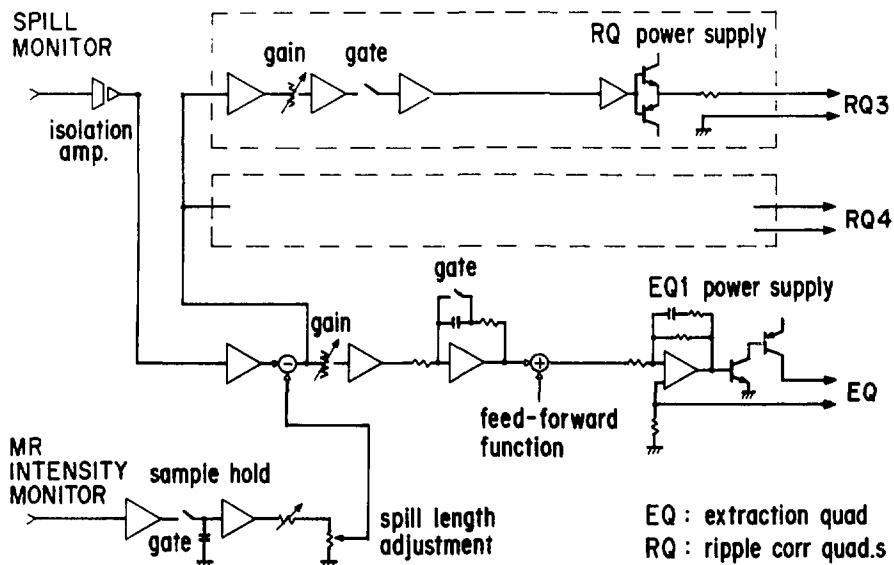 SPILL
MONITOR
isolation
amp.
gain
gate
RQ power supply
RQ3
RQ4
gate
gain
EQ1 power supply
feed-forward
function
EQ
MR
INTENSITY
MONITOR
sample hold
gate
spill length
adjustment
EQ : extraction quad
RQ : ripple corr quad.s